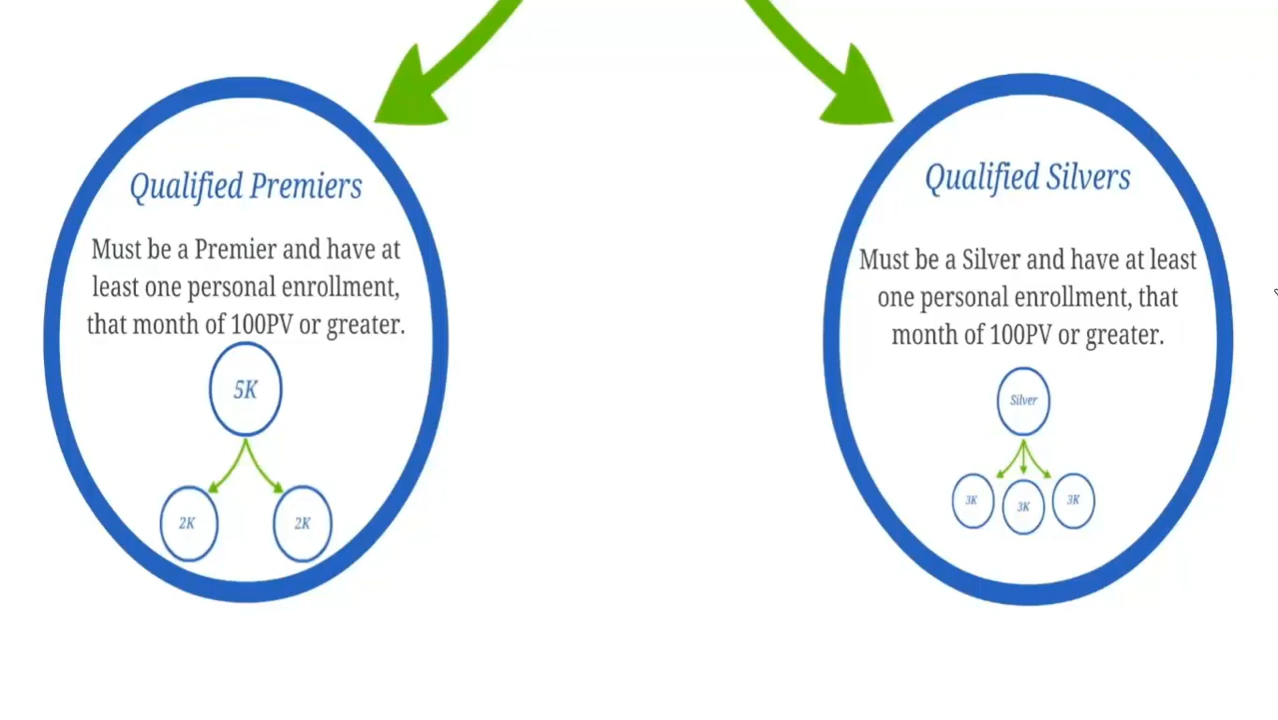 Qualified Premiers
Must be a Premier and have at
least one personal enrollment,
that month of 100PV or greater.
5K
2K
2K
Qualified Silvers
Must be a Silver and have at least
one personal enrollment, that
month of 100PV or greater.
Silver
3K
3K
3K